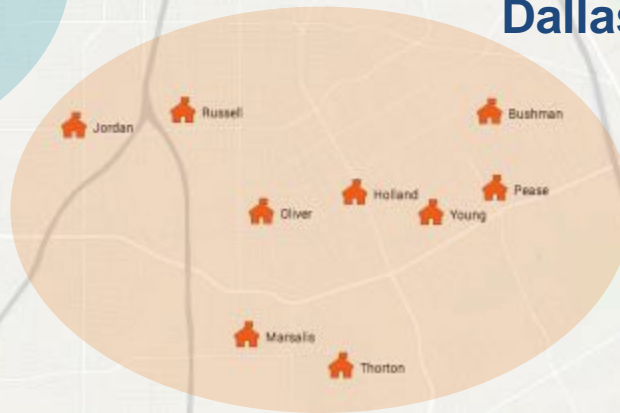 Dallas
Russell
Bushman
Jordan
Pease
Holland
Oliver
Young
Marsalis
Thorton